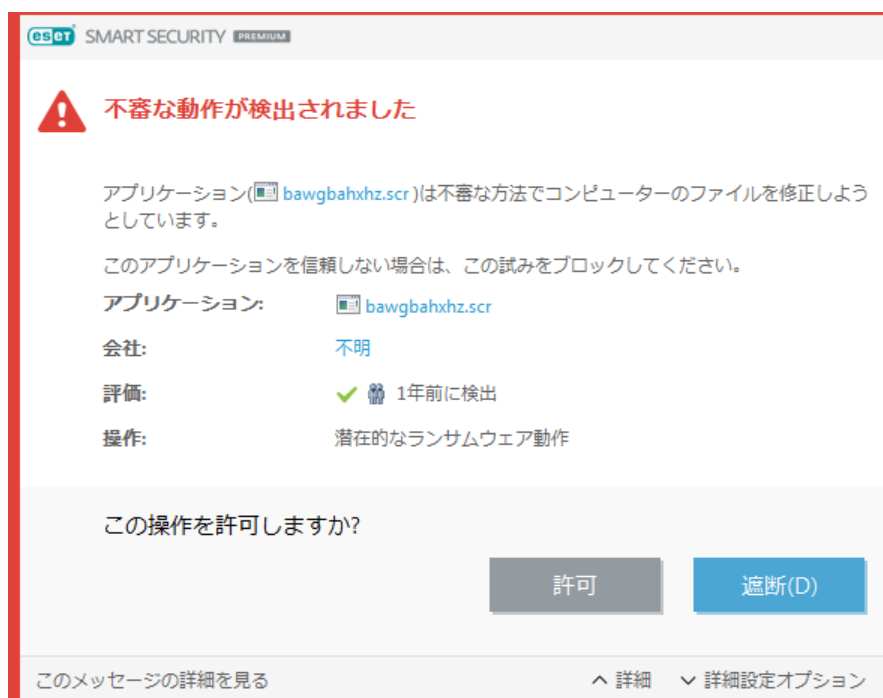 eset SMART SECURITY PREMIUM
不審な動作が検出されました
アプリケーション( bawgbahxhz.scr )は不審な方法でコンピューターのファイルを修正しよう
としています。
このアプリケーションを信頼しない場合は、この試みをブロックしてください。
アプリケーション: bawgbahxhz.scr
会社: 不明
評価: 1年前に検出
操作: 潜在的なランサムウェア動作
この操作を許可しますか?
許可 遮断(D)
このメッセージの詳細を見る 詳細 詳細設定オプション